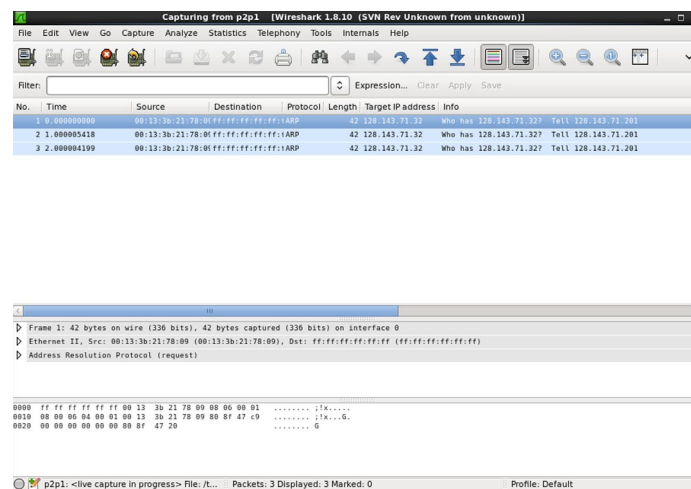 Capturing from p2p1 [Wireshark 1.8.10 (SVN Rev Unknown from unknown)]
File Edit View Go Capture Analyze Statistics Telephony Tools Internals Help
Filter: Expression... Clear Apply Save
No. Time Source Destination Protocol Length Target IP address Info
1 0.000000000 00:13:3b:21:78:09 ff:ff:ff:ff:ff:f ARP 42 128.143.71.32 Who has 128.143.71.32? Tell 128.143.71.201
2 1.000005418 00:13:3b:21:78:09 ff:ff:ff:ff:ff:f ARP 42 128.143.71.32 Who has 128.143.71.32? Tell 128.143.71.201
3 2.000004199 00:13:3b:21:78:09 ff:ff:ff:ff:ff:f ARP 42 128.143.71.32 Who has 128.143.71.32? Tell 128.143.71.201
Frame 1: 42 bytes on wire (336 bits), 42 bytes captured (336 bits) on interface 0
Ethernet II, Src: 00:13:3b:21:78:09 (00:13:3b:21:78:09), Dst: ff:ff:ff:ff:ff:ff (ff:ff:ff:ff:ff:ff)
Address Resolution Protocol (request)
0000 ff ff ff ff ff ff 00 13 3b 21 78 09 08 06 00 01 ........ ;!x.....
0010 08 00 06 04 00 01 00 13 3b 21 78 09 80 8f 47 c9 ........ ;!x...G.
0020 00 00 00 00 00 00 80 8f 47 20 ........ G
p2p1: <live capture in progress> File: /t... Packets: 3 Displayed: 3 Marked: 0 Profile: Default